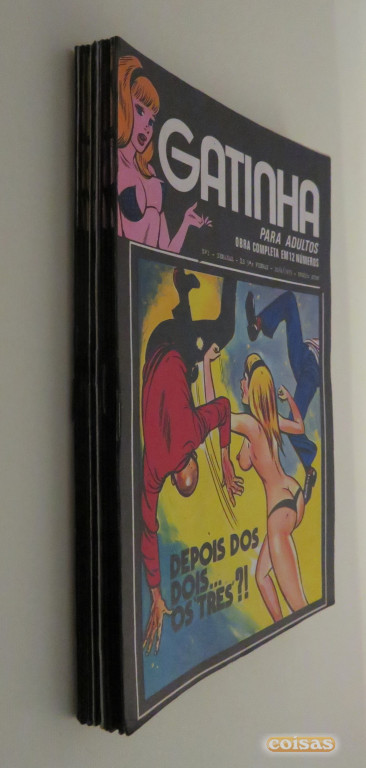 GATINHA
PARA ADULTOS
OBRA COMPLETA EM 12 NÚMEROS
DEPOIS DOS
DOIS...
OS TRÊS?!
coisas